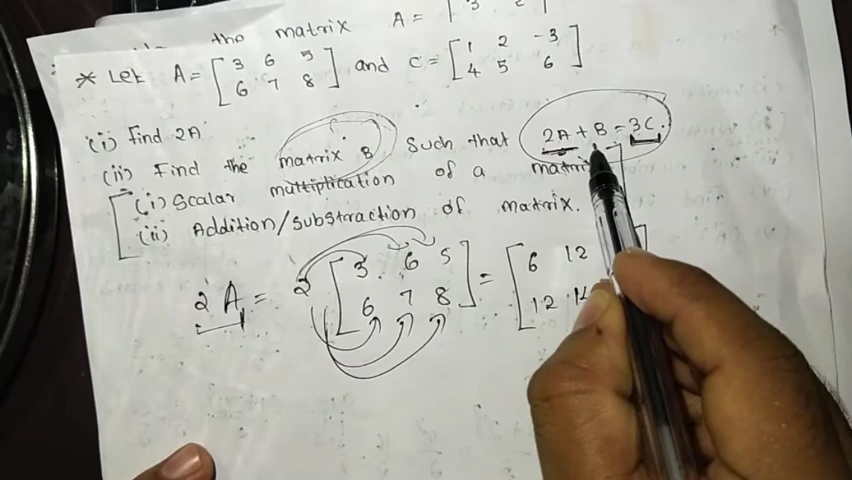 the matrix A =
* Let A = [ 3 6 5 ] and C = [ 1 2 -3 ]
[ 6 7 8 ] [ 4 5 6 ]
(i) Find 2A
(ii) Find the matrix B such that 2A + B = 3C.
(i) Scalar multiplication of a matrix
(ii) Addition/substraction of matrix.
2A = 2 [ 3 6 5 ] = [ 6 12
[ 6 7 8 ] [ 12 14